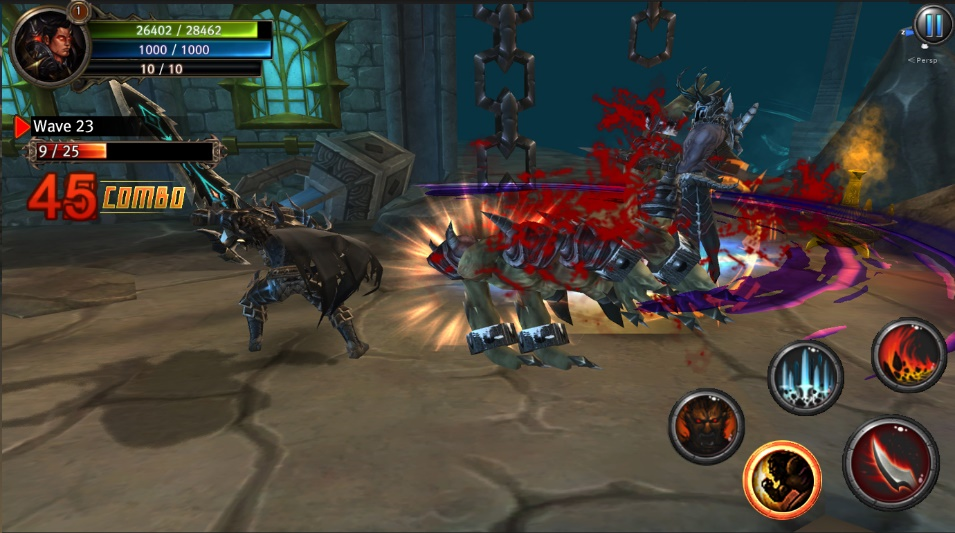 1
26402 / 28462
1000 / 1000
10 / 10
Wave 23
9 / 25
45 COMBO
< Persp